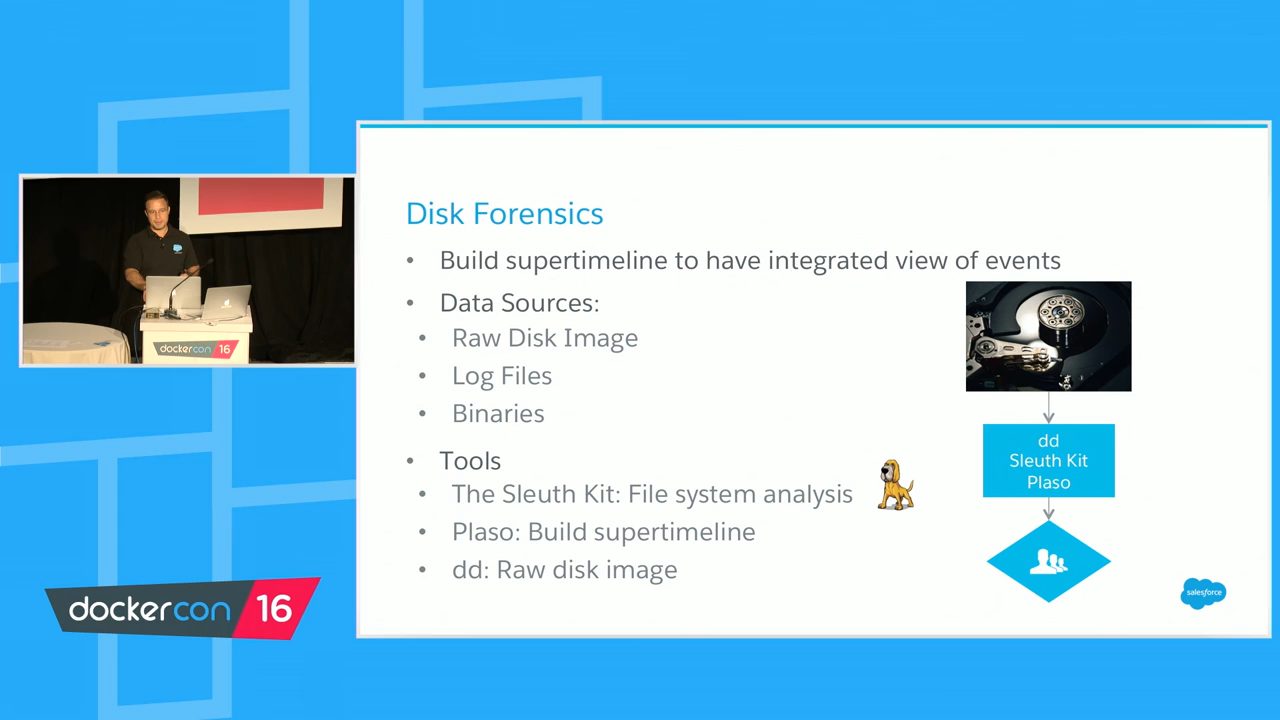 Disk Forensics
• Build supertimeline to have integrated view of events
• Data Sources:
• Raw Disk Image
• Log Files
• Binaries
• Tools
• The Sleuth Kit: File system analysis
• Plaso: Build supertimeline
• dd: Raw disk image
dd
Sleuth Kit
Plaso
salesforce
dockercon 16
dockercon 16